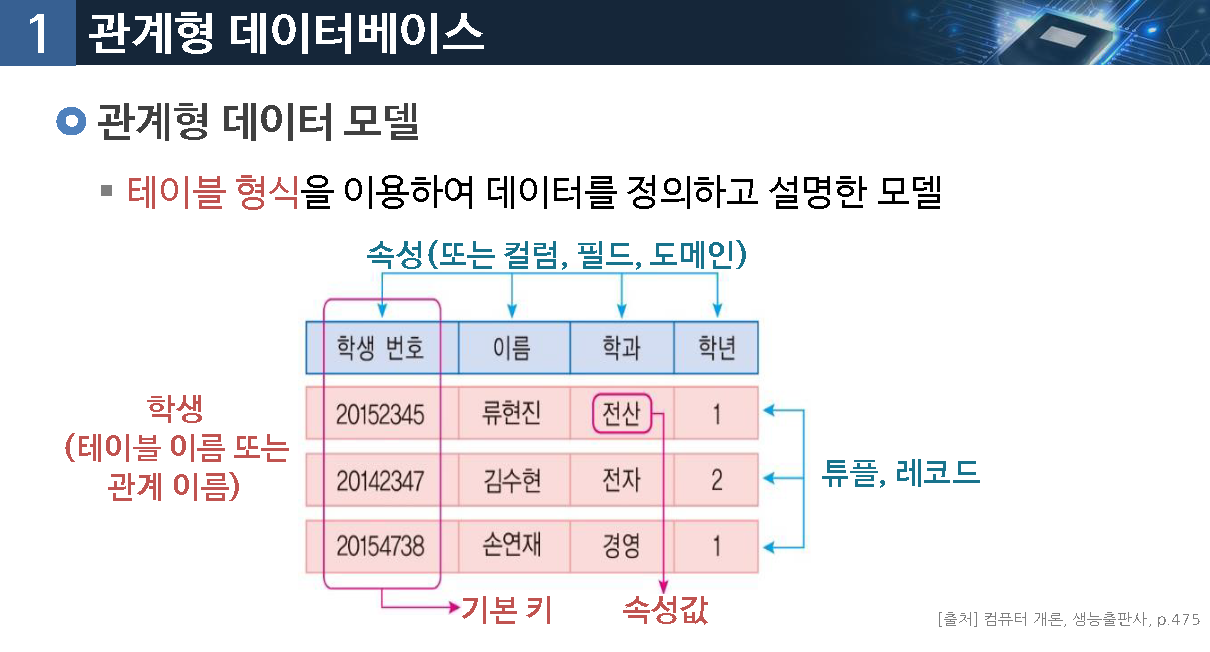 1 관계형 데이터베이스
관계형 데이터 모델
테이블 형식을 이용하여 데이터를 정의하고 설명한 모델
속성(또는 컬럼, 필드, 도메인)
학생 번호 이름 학과 학년
20152345 류현진 전산 1
20142347 김수현 전자 2
20154738 손연재 경영 1
학생
(테이블 이름 또는
관계 이름)
튜플, 레코드
기본 키
속성값
[출처] 컴퓨터 개론, 생능출판사, p.475